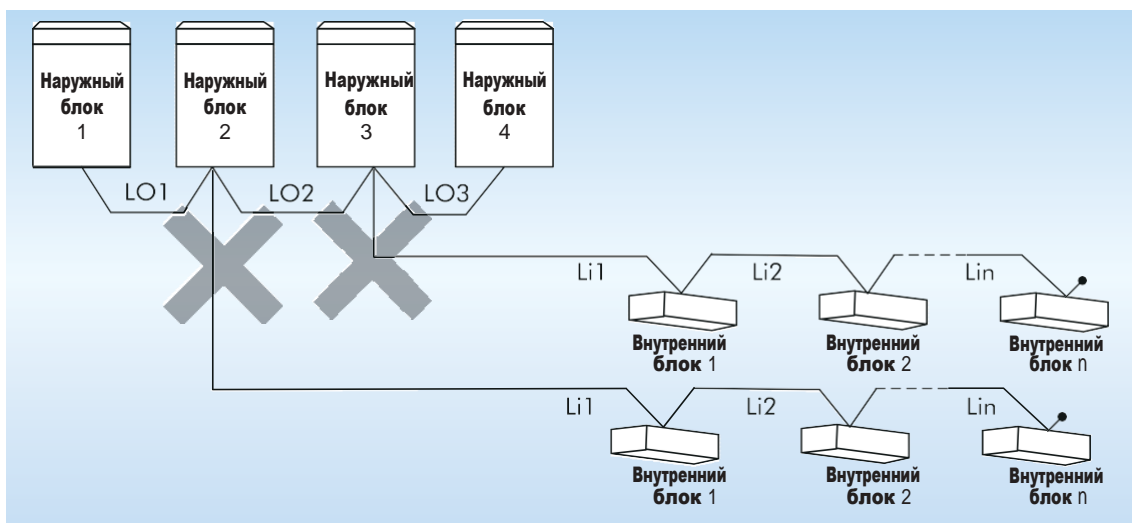 Наружный
блок
1
Наружный
блок
2
Наружный
блок
3
Наружный
блок
4
LO1
LO2
LO3
Li1
Li2
Lin
Внутренний
блок 1
Внутренний
блок 2
Внутренний
блок n
Li1
Li2
Lin
Внутренний
блок 1
Внутренний
блок 2
Внутренний
блок n